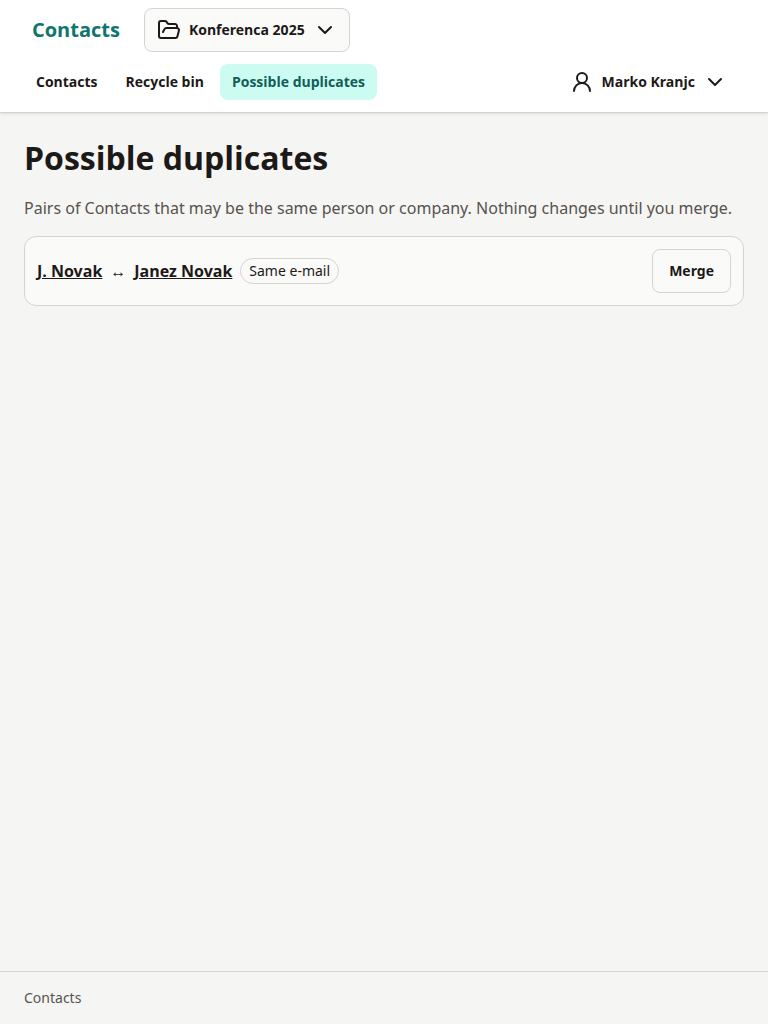 Contacts
Konferenca 2025
Contacts Recycle bin Possible duplicates Marko Kranjc
Possible duplicates
Pairs of Contacts that may be the same person or company. Nothing changes until you merge.
J. Novak ↔ Janez Novak Same e-mail Merge
Contacts